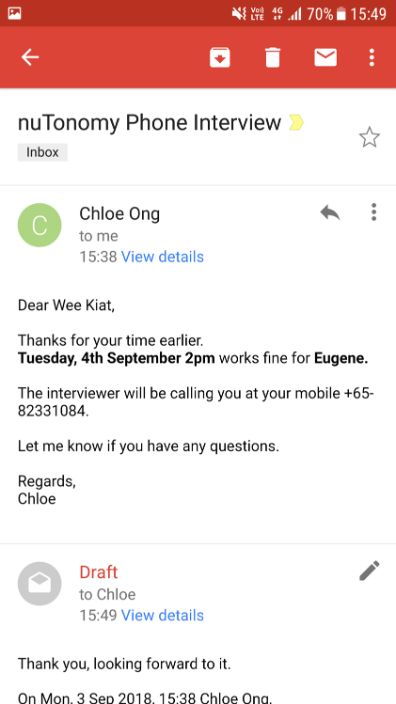 VoII 4G 70% 15:49
LTE
nuTonomy Phone Interview
Inbox
C
Chloe Ong
to me
15:38 View details
Dear Wee Kiat,
Thanks for your time earlier.
Tuesday, 4th September 2pm works fine for Eugene.
The interviewer will be calling you at your mobile +65-
82331084.
Let me know if you have any questions.
Regards,
Chloe
Draft
to Chloe
15:49 View details
Thank you, looking forward to it.
On Mon, 3 Sep 2018, 15:38 Chloe Ong,